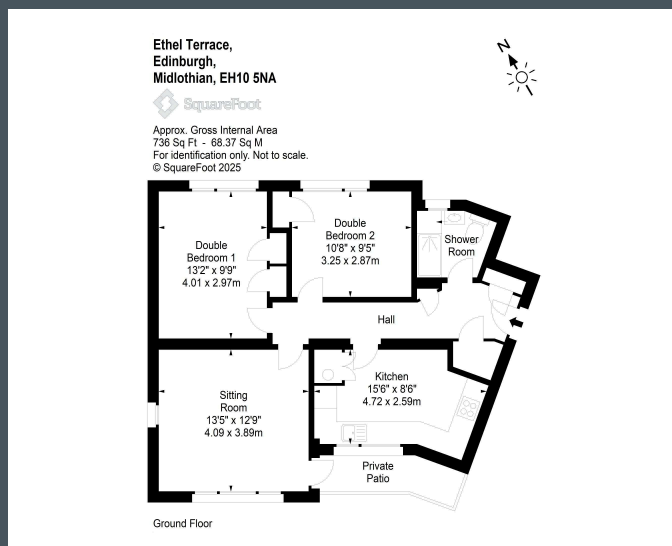 Ethel Terrace,
Edinburgh,
Midlothian, EH10 5NA
SquareFoot
Approx. Gross Internal Area
736 Sq Ft - 68.37 Sq M
For identification only. Not to scale.
© SquareFoot 2025
N
Double
Bedroom 1
13'2" x 9'9"
4.01 x 2.97m
Double
Bedroom 2
10'8" x 9'5"
3.25 x 2.87m
Shower
Room
Hall
Sitting
Room
13'5" x 12'9"
4.09 x 3.89m
Kitchen
15'6" x 8'6"
4.72 x 2.59m
Private
Patio
Ground Floor